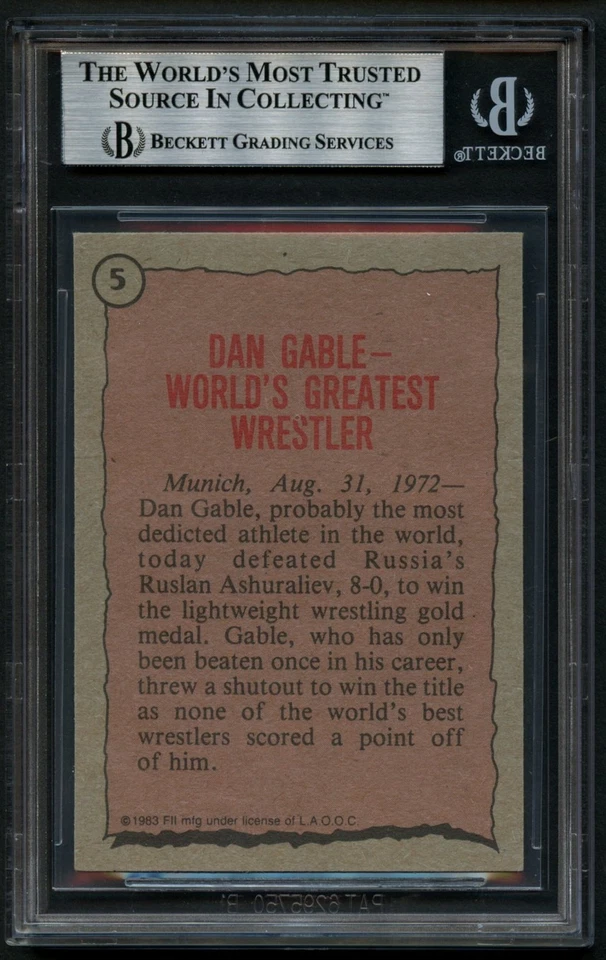 THE WORLD'S MOST TRUSTED
SOURCE IN COLLECTING™
B BECKETT GRADING SERVICES
B
BECKETT®
5
DAN GABLE—
WORLD'S GREATEST
WRESTLER
Munich, Aug. 31, 1972—
Dan Gable, probably the most
dedicted athlete in the world,
today defeated Russia's
Ruslan Ashuraliev, 8-0, to win
the lightweight wrestling gold
medal. Gable, who has only
been beaten once in his career,
threw a shutout to win the title
as none of the world's best
wrestlers scored a point off
of him.
©1983 FII mfg under license of L.A.O.O.C.
PAT 6295750 B1